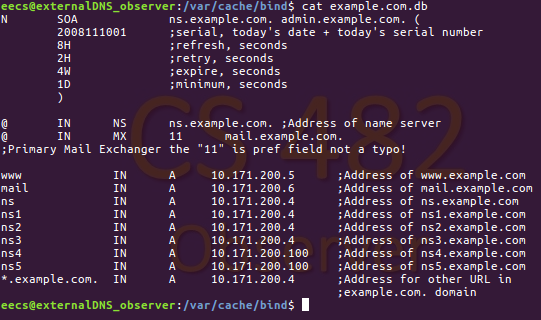 eecs@externalDNS_observer:/var/cache/bind$ cat example.com.db
N SOA ns.example.com. admin.example.com. (
2008111001 ;serial, today's date + today's serial number
8H ;refresh, seconds
2H ;retry, seconds
4W ;expire, seconds
1D ;minimum, seconds
)
@ IN NS ns.example.com. ;Address of name server
@ IN MX 11 mail.example.com.
;Primary Mail Exchanger the "11" is pref field not a typo!
www IN A 10.171.200.5 ;Address of www.example.com
mail IN A 10.171.200.6 ;Address of mail.example.com
ns IN A 10.171.200.4 ;Address of ns.example.com
ns1 IN A 10.171.200.4 ;Address of ns1.example.com
ns2 IN A 10.171.200.4 ;Address of ns2.example.com
ns3 IN A 10.171.200.4 ;Address of ns3.example.com
ns4 IN A 10.171.200.100 ;Address of ns4.example.com
ns5 IN A 10.171.200.100 ;Address of ns5.example.com
*.example.com. IN A 10.171.200.4 ;Address for other URL in
;example.com. domain
eecs@externalDNS_observer:/var/cache/bind$
CS 482
Observer